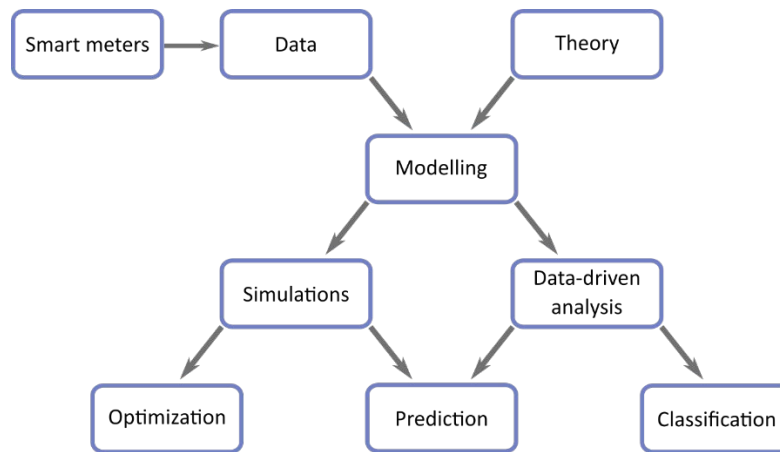 Smart meters
Data
Theory
Modelling
Simulations
Data-driven
analysis
Optimization
Prediction
Classification